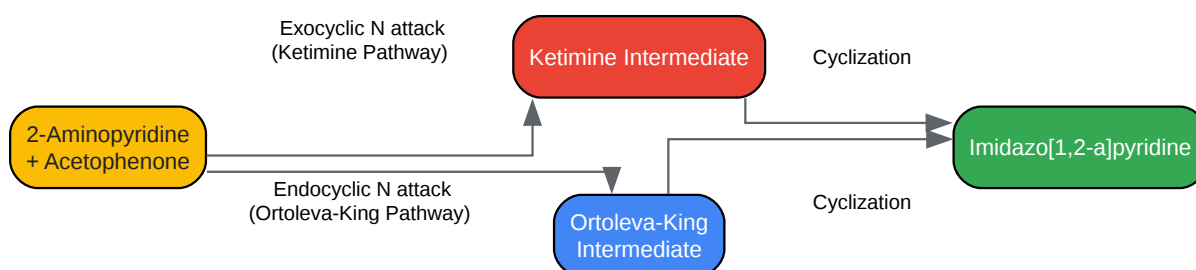 Exocyclic N attack
(Ketimine Pathway)
Ketimine Intermediate
Cyclization
2-Aminopyridine
+ Acetophenone
Imidazo[1,2-a]pyridine
Endocyclic N attack
(Ortoleva-King Pathway)
Ortoleva-King
Intermediate
Cyclization